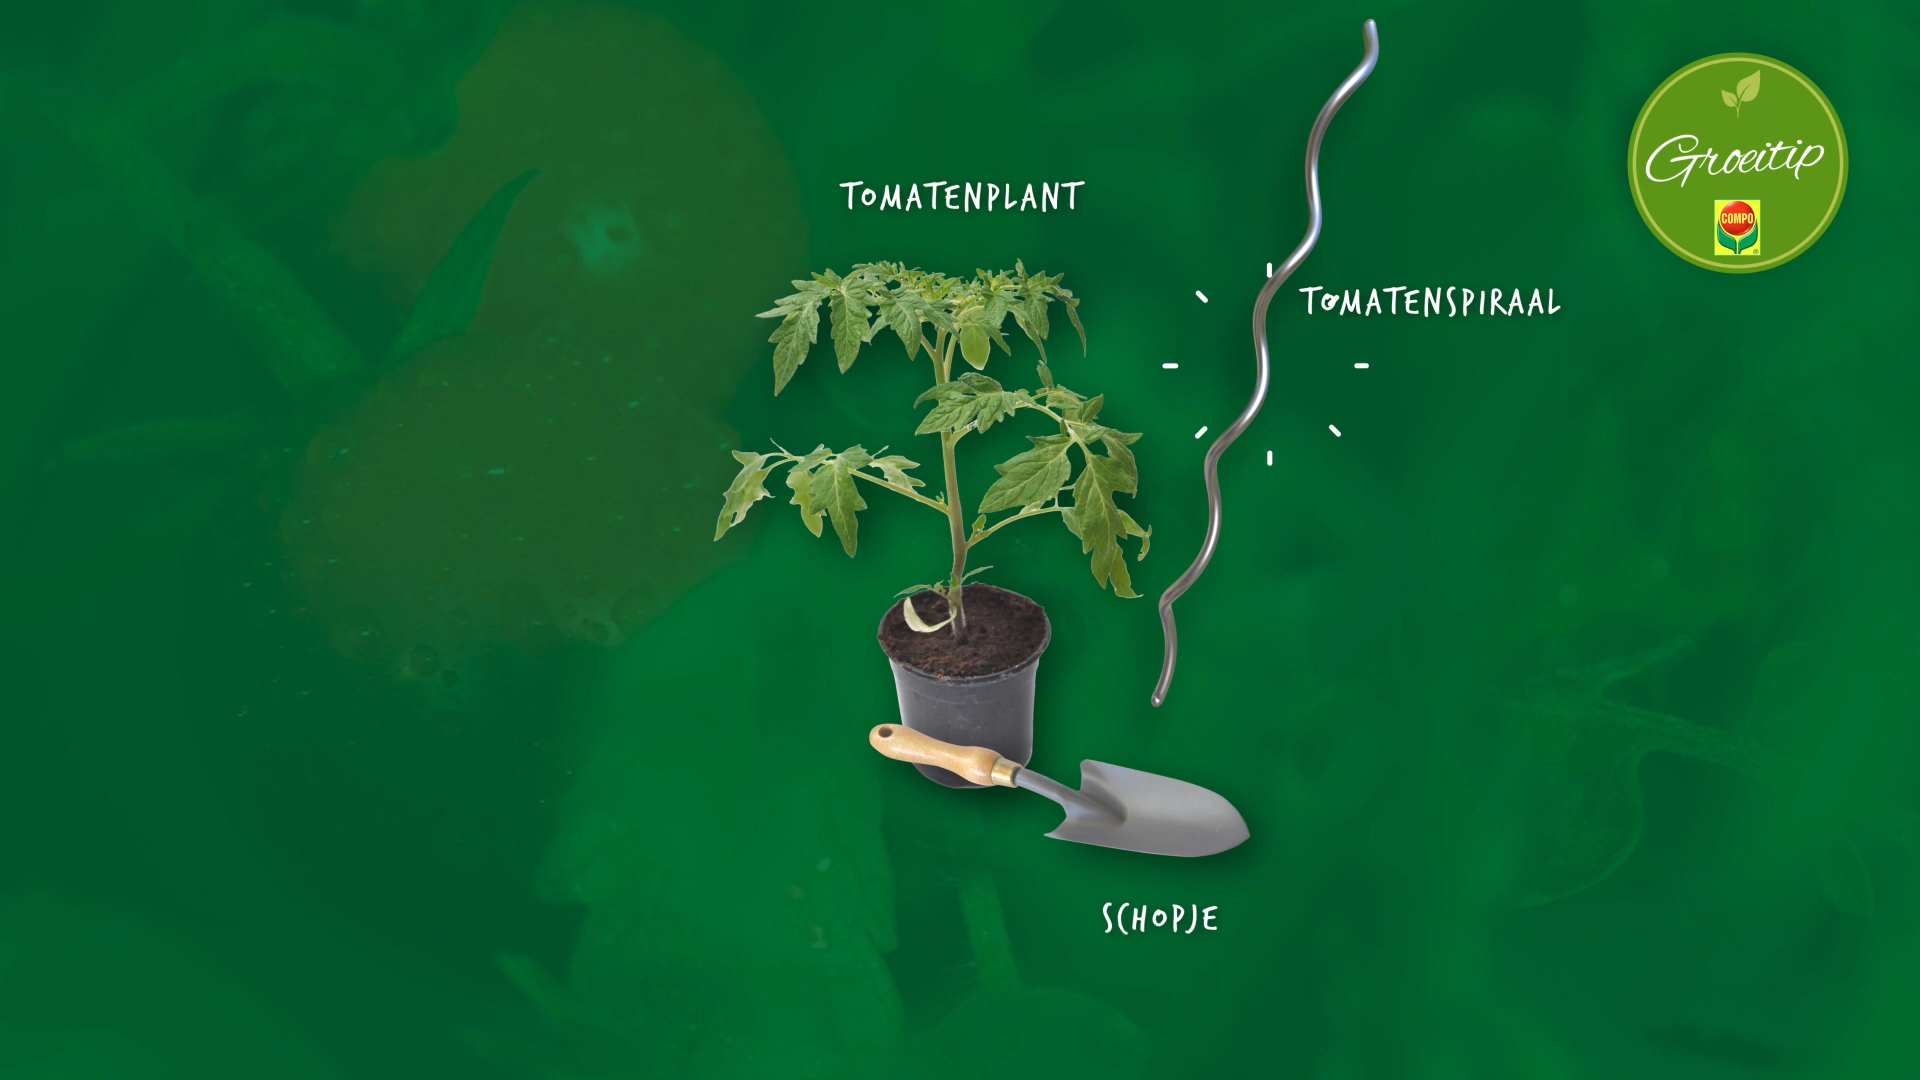 TOMATENPLANT
Groeitip
COMPO
TOMATENSPIRAAL
SCHOPJE